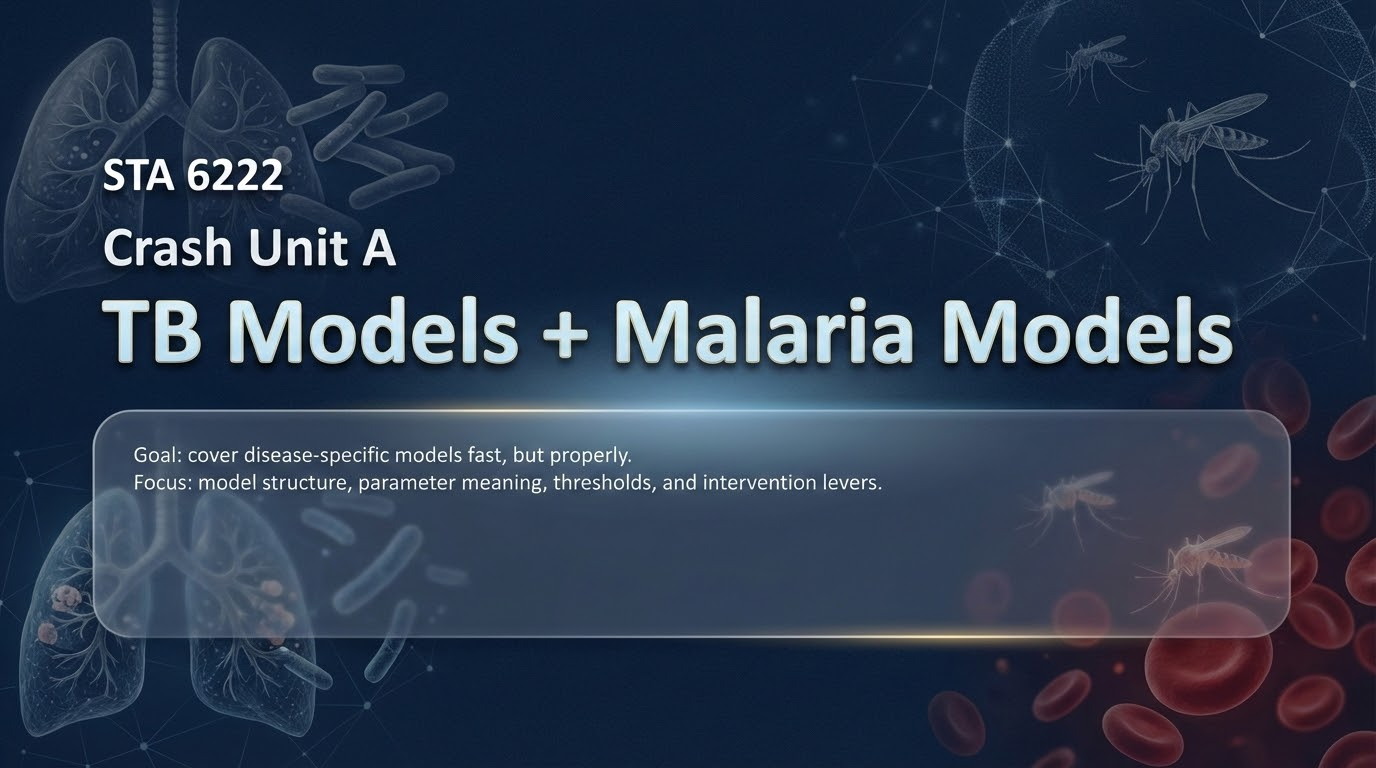 STA 6222
Crash Unit A
TB Models + Malaria Models
Goal: cover disease-specific models fast, but properly.
Focus: model structure, parameter meaning, thresholds, and intervention levers.